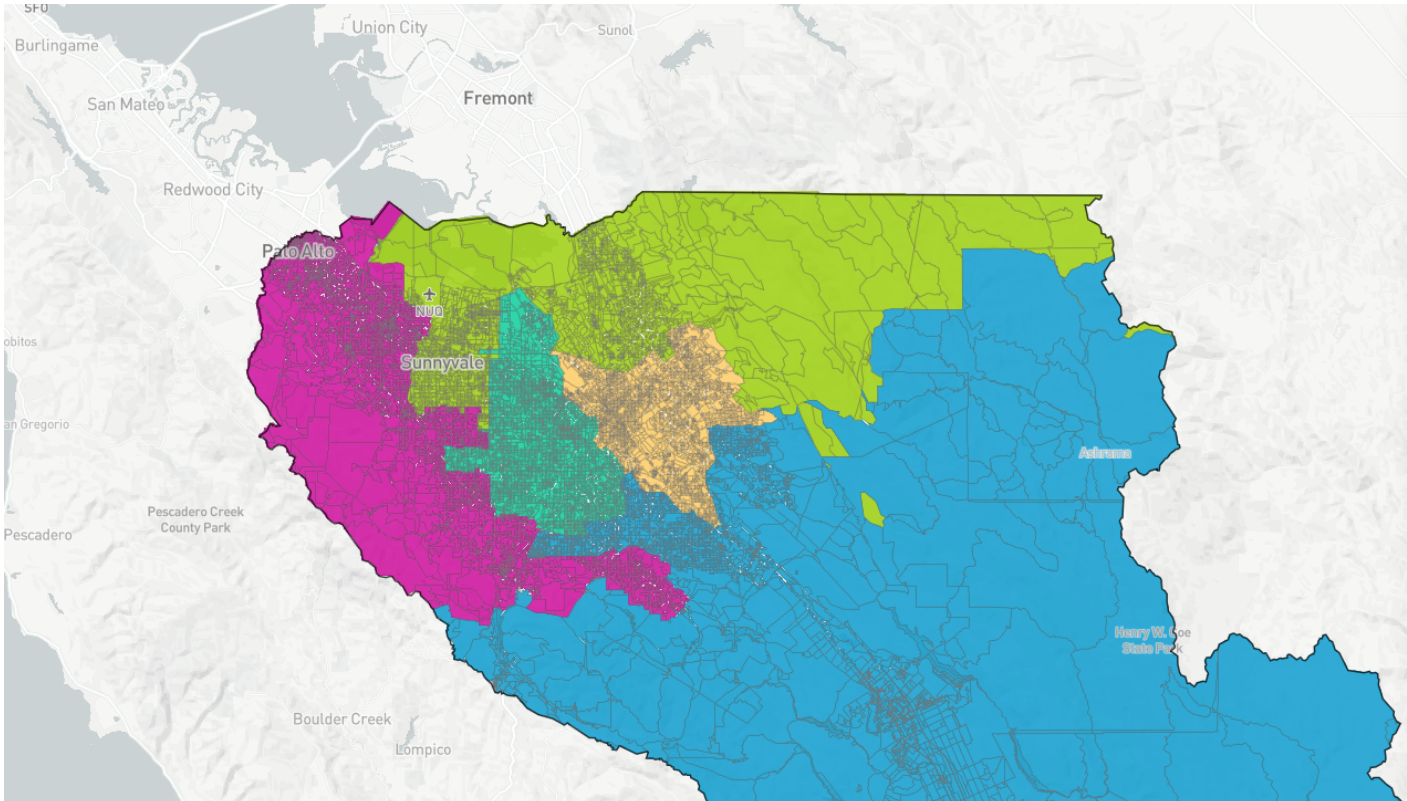 SFO
Burlingame
Union City
Sunol
San Mateo
Fremont
Redwood City
Palo Alto
NUQ
obitos
Sunnyvale
an Gregorio
Ashrama
Pescadero Creek
County Park
Pescadero
Henry W. Coe
State Park
Boulder Creek
Lompico